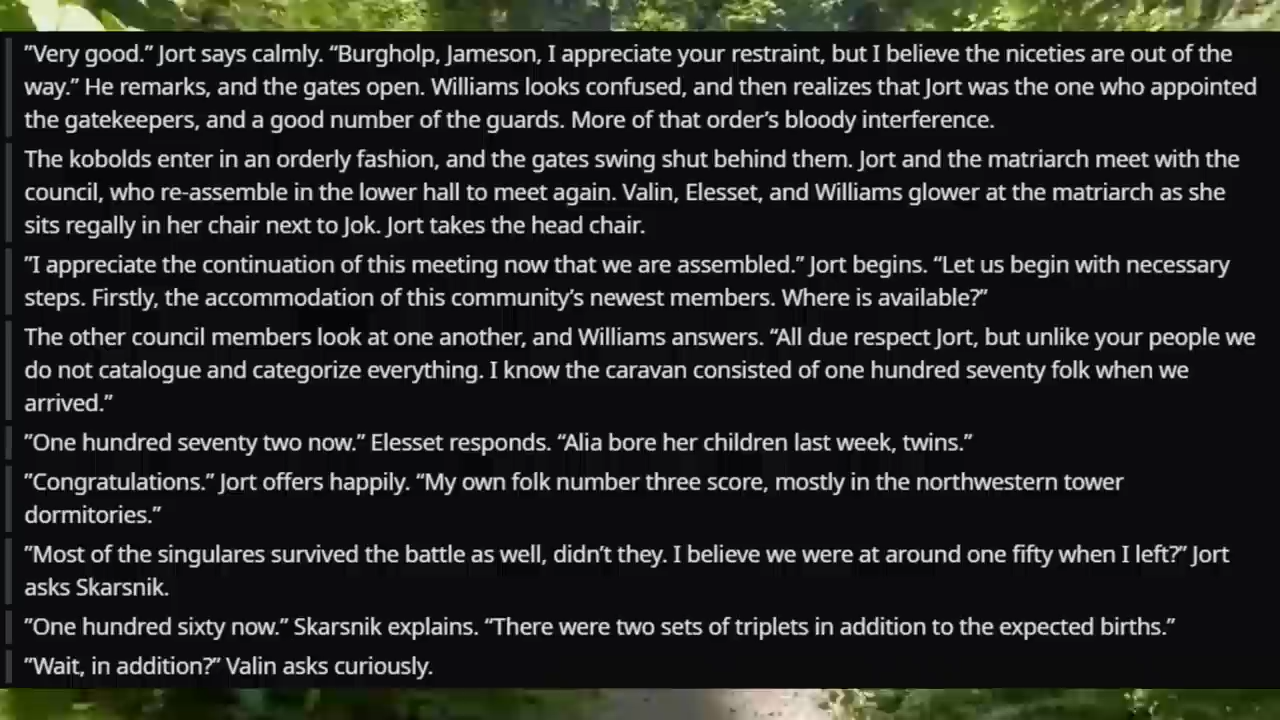 ”Very good.” Jort says calmly. “Burgholp, Jameson, I appreciate your restraint, but I believe the niceties are out of the
way.” He remarks, and the gates open. Williams looks confused, and then realizes that Jort was the one who appointed
the gatekeepers, and a good number of the guards. More of that order’s bloody interference.
The kobolds enter in an orderly fashion, and the gates swing shut behind them. Jort and the matriarch meet with the
council, who re-assemble in the lower hall to meet again. Valin, Elesset, and Williams glower at the matriarch as she
sits regally in her chair next to Jok. Jort takes the head chair.
”I appreciate the continuation of this meeting now that we are assembled.” Jort begins. “Let us begin with necessary
steps. Firstly, the accommodation of this community’s newest members. Where is available?”
The other council members look at one another, and Williams answers. “All due respect Jort, but unlike your people we
do not catalogue and categorize everything. I know the caravan consisted of one hundred seventy folk when we
arrived.”
”One hundred seventy two now.” Elesset responds. “Alia bore her children last week, twins.”
”Congratulations.” Jort offers happily. “My own folk number three score, mostly in the northwestern tower
dormitories.”
”Most of the singulares survived the battle as well, didn’t they. I believe we were at around one fifty when I left?” Jort
asks Skarsnik.
”One hundred sixty now.” Skarsnik explains. “There were two sets of triplets in addition to the expected births.”
”Wait, in addition?” Valin asks curiously.